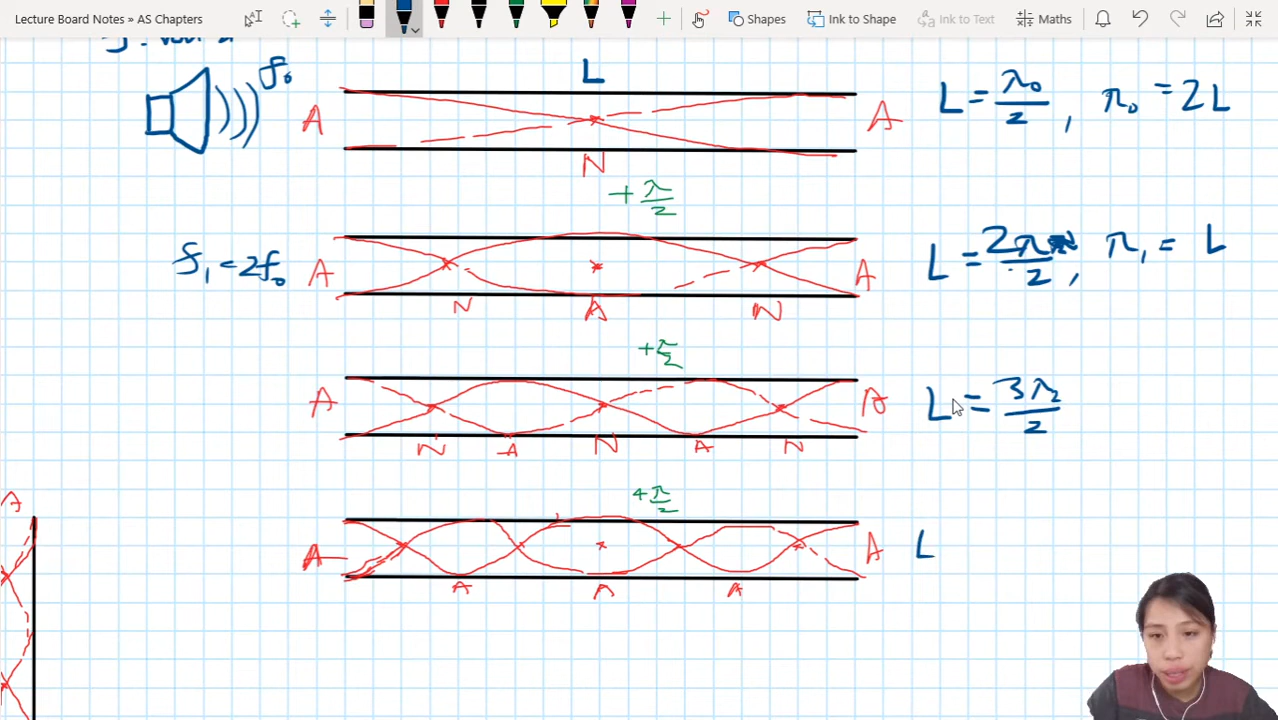 Lecture Board Notes » AS Chapters
Shapes
Ink to Shape
Ink to Text
Maths
f₀
L
A
A
N
L = λ₀/2 , λ₀ = 2L
+ λ/2
f₁ = 2f₀
A
A
N
A
N
L = 2λ/2 , λ₁ = L
+ λ/2
A
A
N
A
N
A
N
L = 3λ₂/2
+ λ/2
A
A
A
A
A
L
A